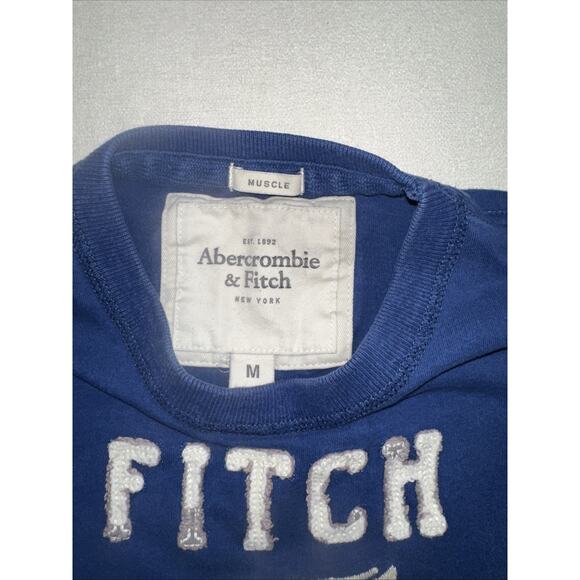 MUSCLE
EST. 1892
Abercrombie
& Fitch
NEW YORK
M
FITCH